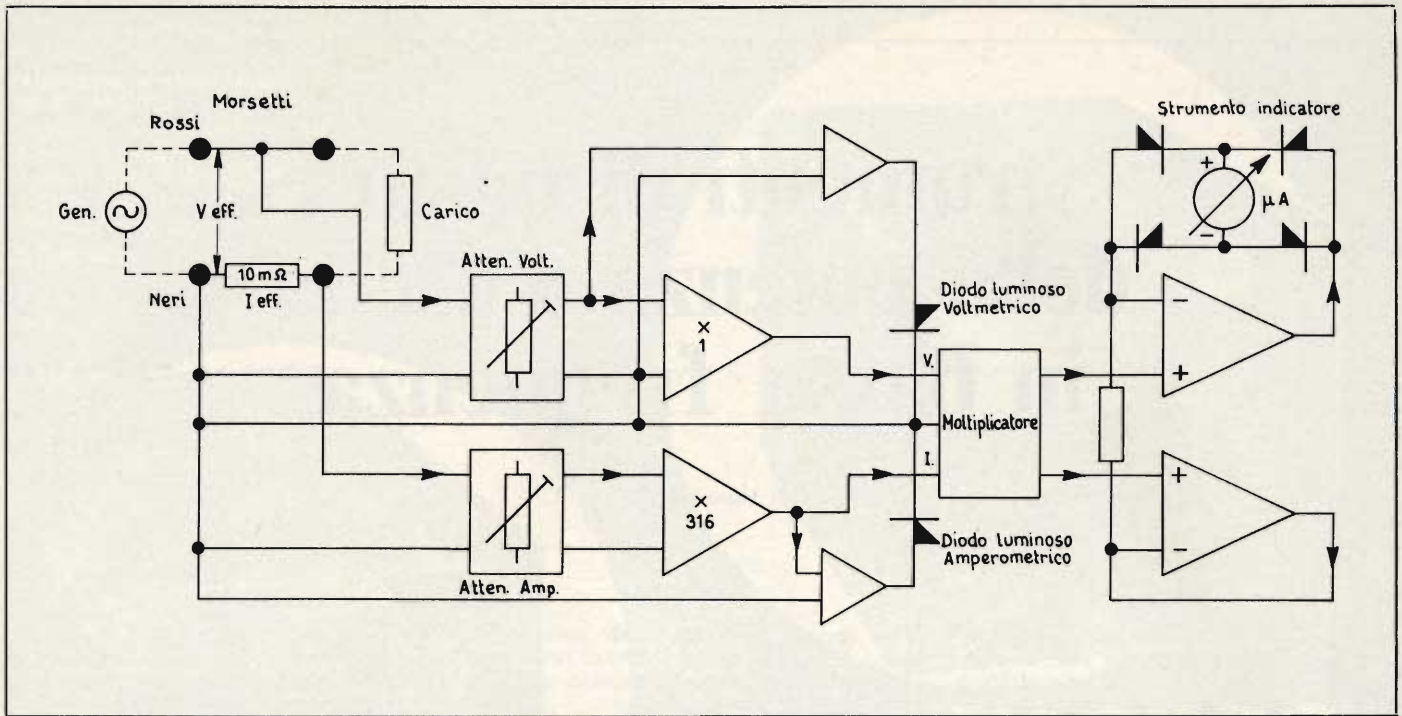 Morsetti
Rossi
Strumento indicatore
Gen.
V eff.
Carico
+
μA
−
10 mΩ
I eff.
Neri
Atten. Volt.
Diodo luminoso
Voltmetrico
×
1
−
+
V.
Moltiplicatore
I.
×
316
+
−
Diodo luminoso
Amperometrico
Atten. Amp.